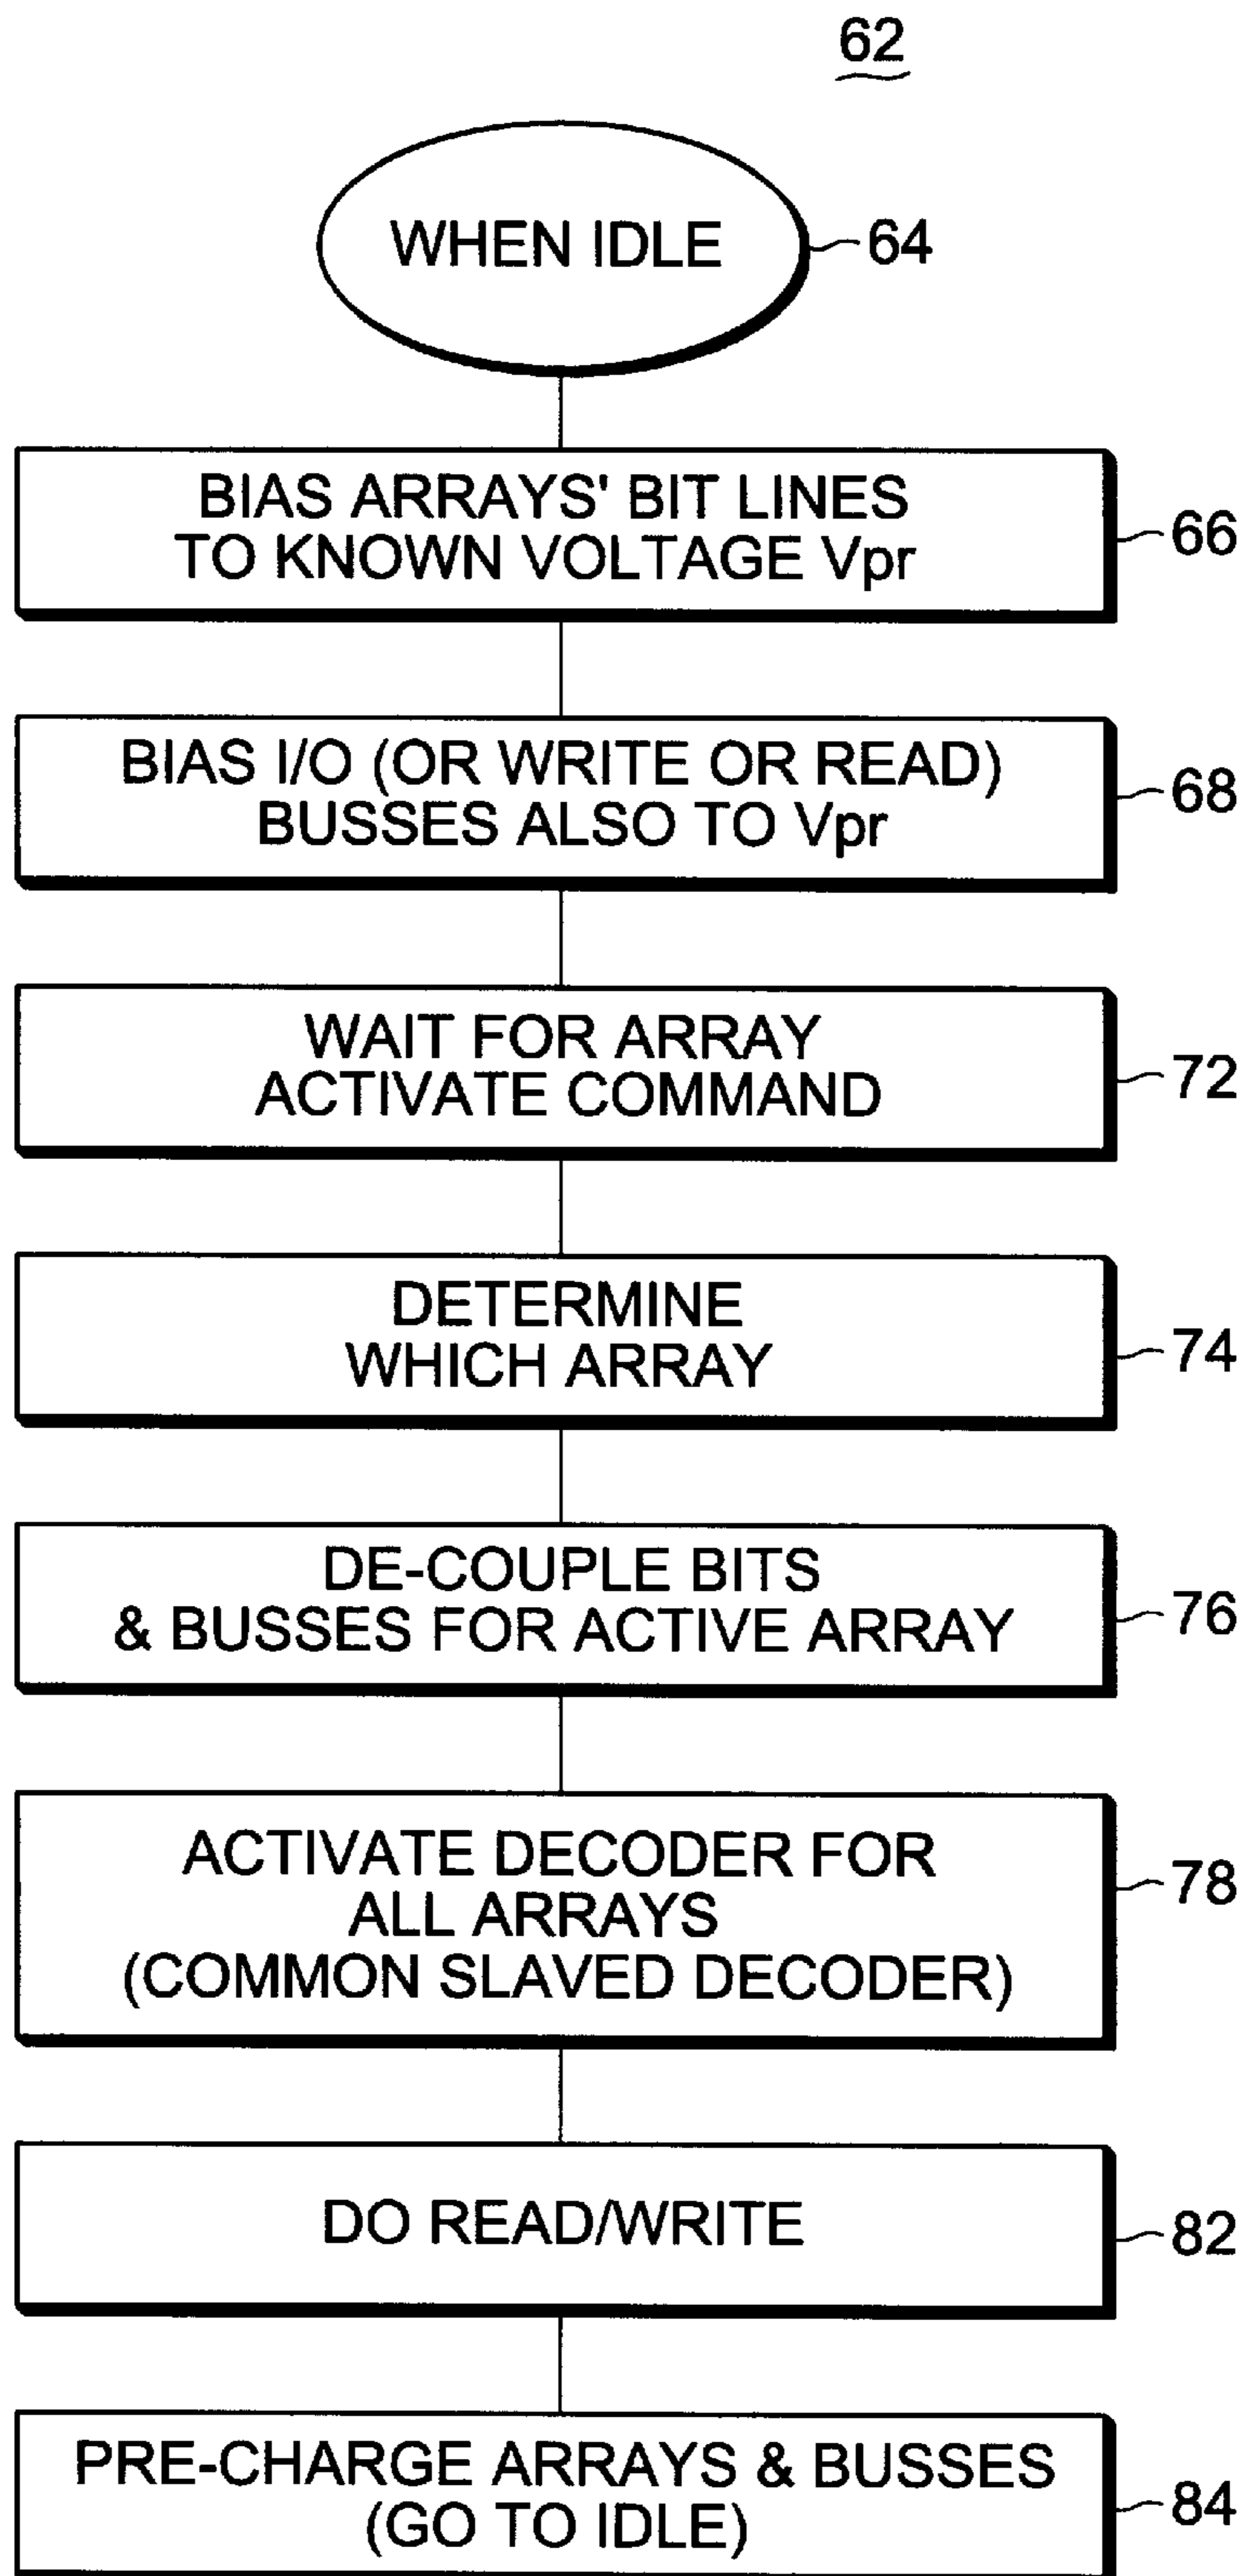 62
WHEN IDLE
64
BIAS ARRAYS' BIT LINES
TO KNOWN VOLTAGE Vpr
66
BIAS I/O (OR WRITE OR READ)
BUSSES ALSO TO Vpr
68
WAIT FOR ARRAY
ACTIVATE COMMAND
72
DETERMINE
WHICH ARRAY
74
DE-COUPLE BITS
& BUSSES FOR ACTIVE ARRAY
76
ACTIVATE DECODER FOR
ALL ARRAYS
(COMMON SLAVED DECODER)
78
DO READ/WRITE
82
PRE-CHARGE ARRAYS & BUSSES
(GO TO IDLE)
84